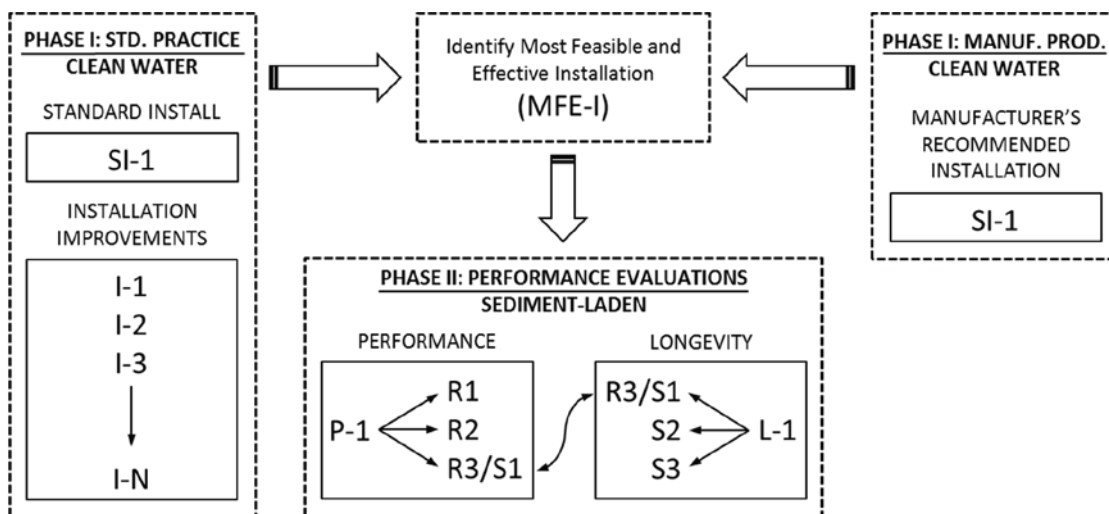 PHASE I: STD. PRACTICE
CLEAN WATER
STANDARD INSTALL
SI-1
INSTALLATION
IMPROVEMENTS
I-1
I-2
I-3
I-N
Identify Most Feasible and
Effective Installation
(MFE-I)
PHASE I: MANUF. PROD.
CLEAN WATER
MANUFACTURER'S
RECOMMENDED
INSTALLATION
SI-1
PHASE II: PERFORMANCE EVALUATIONS
SEDIMENT-LADEN
PERFORMANCE
P-1
R1
R2
R3/S1
LONGEVITY
R3/S1
S2
S3
L-1